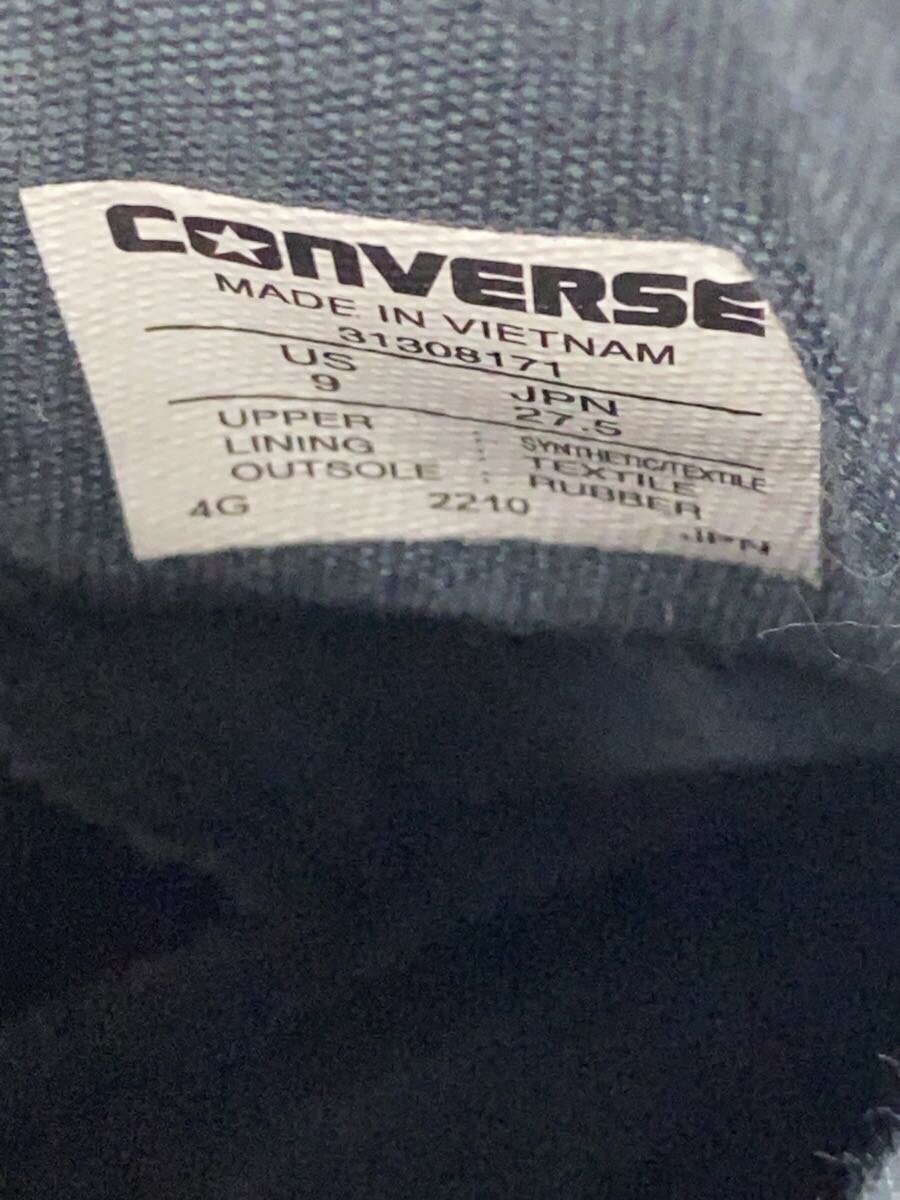 CONVERSE
MADE IN VIETNAM
31308171
US JPN
9 27.5
UPPER : SYNTHETIC/TEXTILE
LINING : TEXTILE
OUTSOLE : RUBBER
4G 2210 JPN